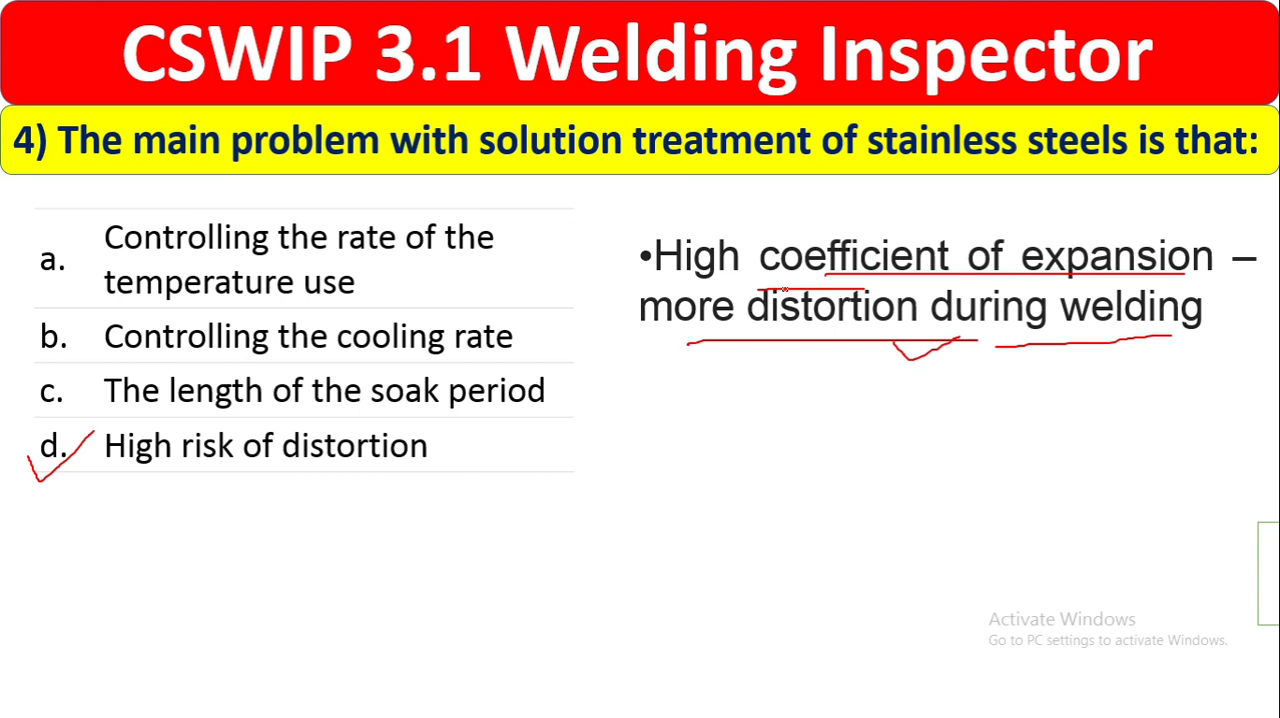 CSWIP 3.1 Welding Inspector
4) The main problem with solution treatment of stainless steels is that:
a. Controlling the rate of the
temperature use
b. Controlling the cooling rate
c. The length of the soak period
d. High risk of distortion
•High coefficient of expansion –
more distortion during welding
Activate Windows
Go to PC settings to activate Windows.